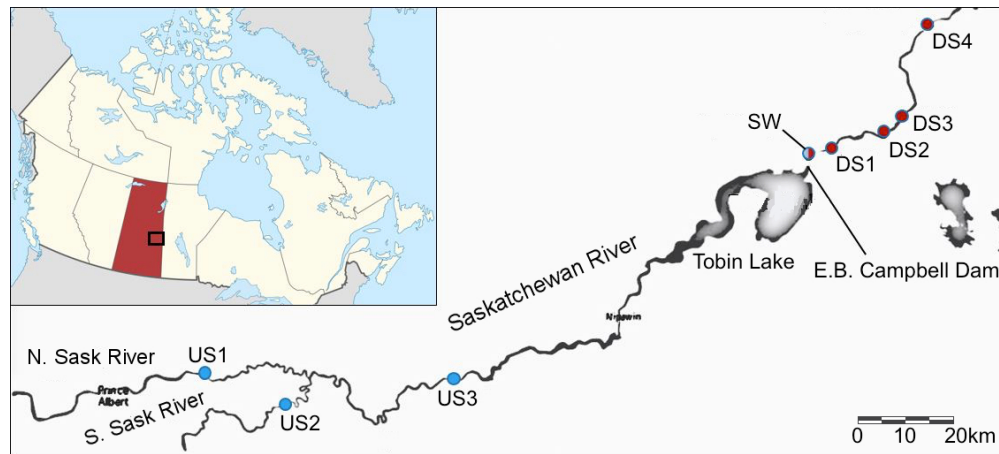 DS4
SW
DS3
DS2
DS1
Tobin Lake
E.B. Campbell Dam
Saskatchewan River
Nipawin
N. Sask River
US1
Prince
Albert
S. Sask River
US2
US3
0 10 20km